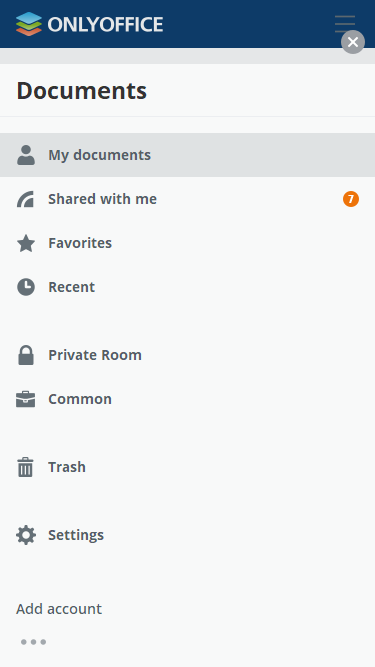 ONLYOFFICE
Documents
My documents
Shared with me
7
Favorites
Recent
Private Room
Common
Trash
Settings
Add account